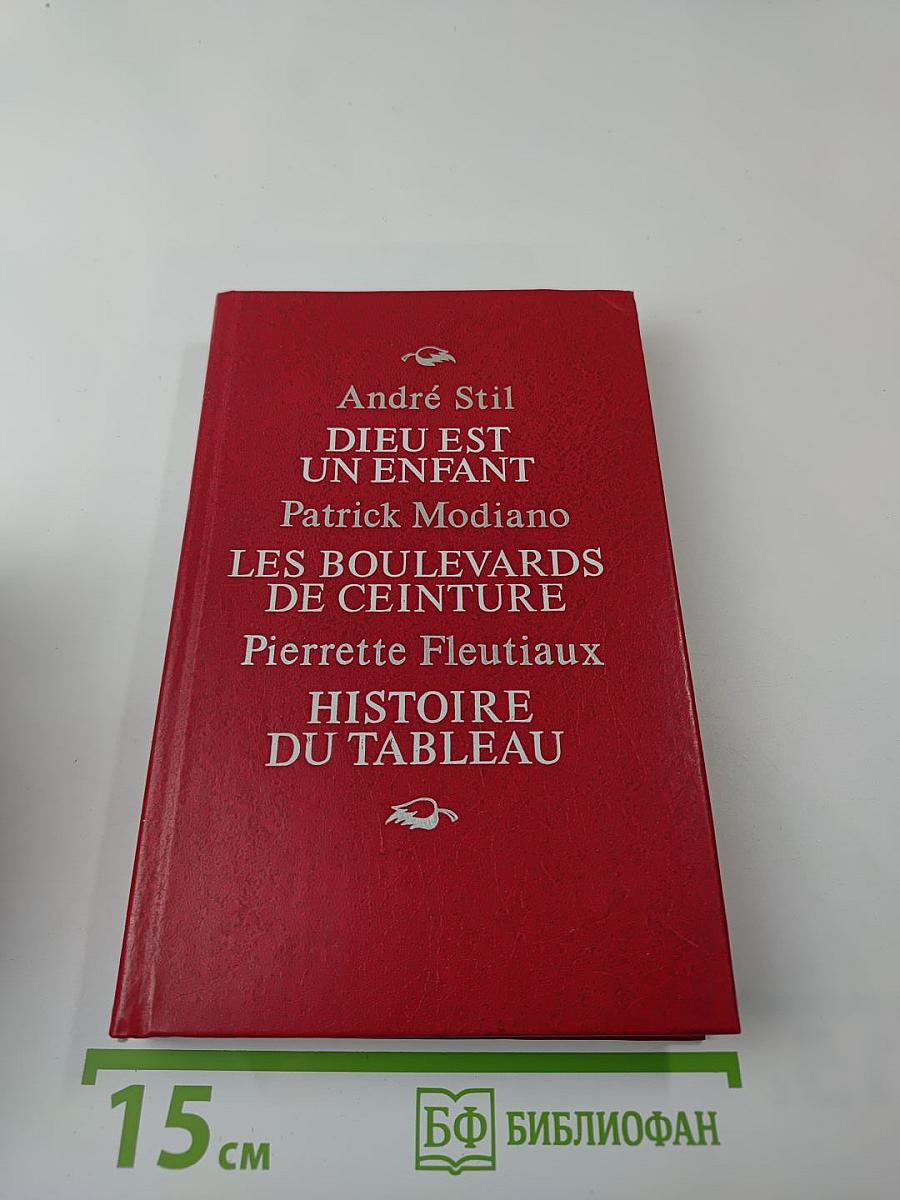 André Stil
DIEU EST
UN ENFANT
Patrick Modiano
LES BOULEVARDS
DE CEINTURE
Pierrette Fleutiaux
HISTOIRE
DU TABLEAU
15 см
БФ БИБЛИОФАН